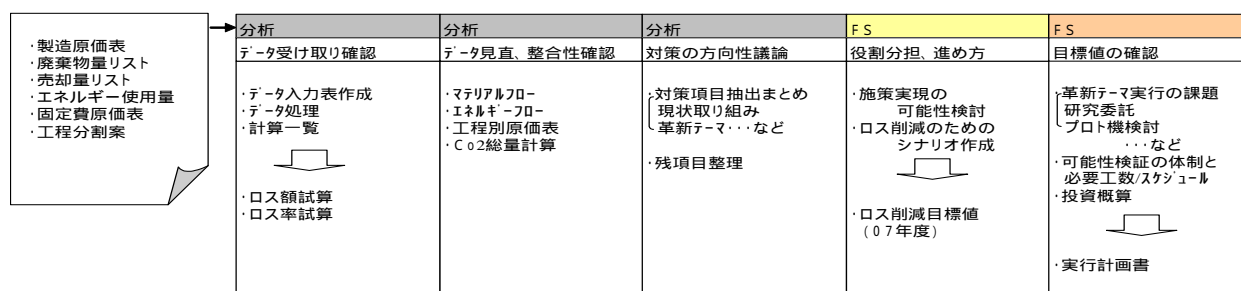 ·製造原価表
·廃棄物量リスト
·売却量リスト
·エネルギー使用量
·固定費原価表
·工程分割案
分析
ﾃﾞｰﾀ受け取り確認
·ﾃﾞｰﾀ入力表作成
·ﾃﾞｰﾀ処理
·計算一覧
·ロス額試算
·ロス率試算
分析
ﾃﾞｰﾀ見直、整合性確認
·ﾏﾃﾘｱﾙﾌﾛｰ
·ｴﾈﾙｷﾞｰﾌﾛｰ
·工程別原価表
·Co2総量計算
分析
対策の方向性議論
·対策項目抽出まとめ
現状取り組み
革新ﾃｰﾏ···など
·残項目整理
FS
役割分担、進め方
·施策実現の
可能性検討
·ロス削減のための
シナリオ作成
·ロス削減目標値
(07年度)
FS
目標値の確認
·革新ﾃｰﾏ実行の課題
研究委託
プロト機検討
···など
·可能性検証の体制と
必要工数/ｽｹｼﾞｭｰﾙ
·投資概算
·実行計画書